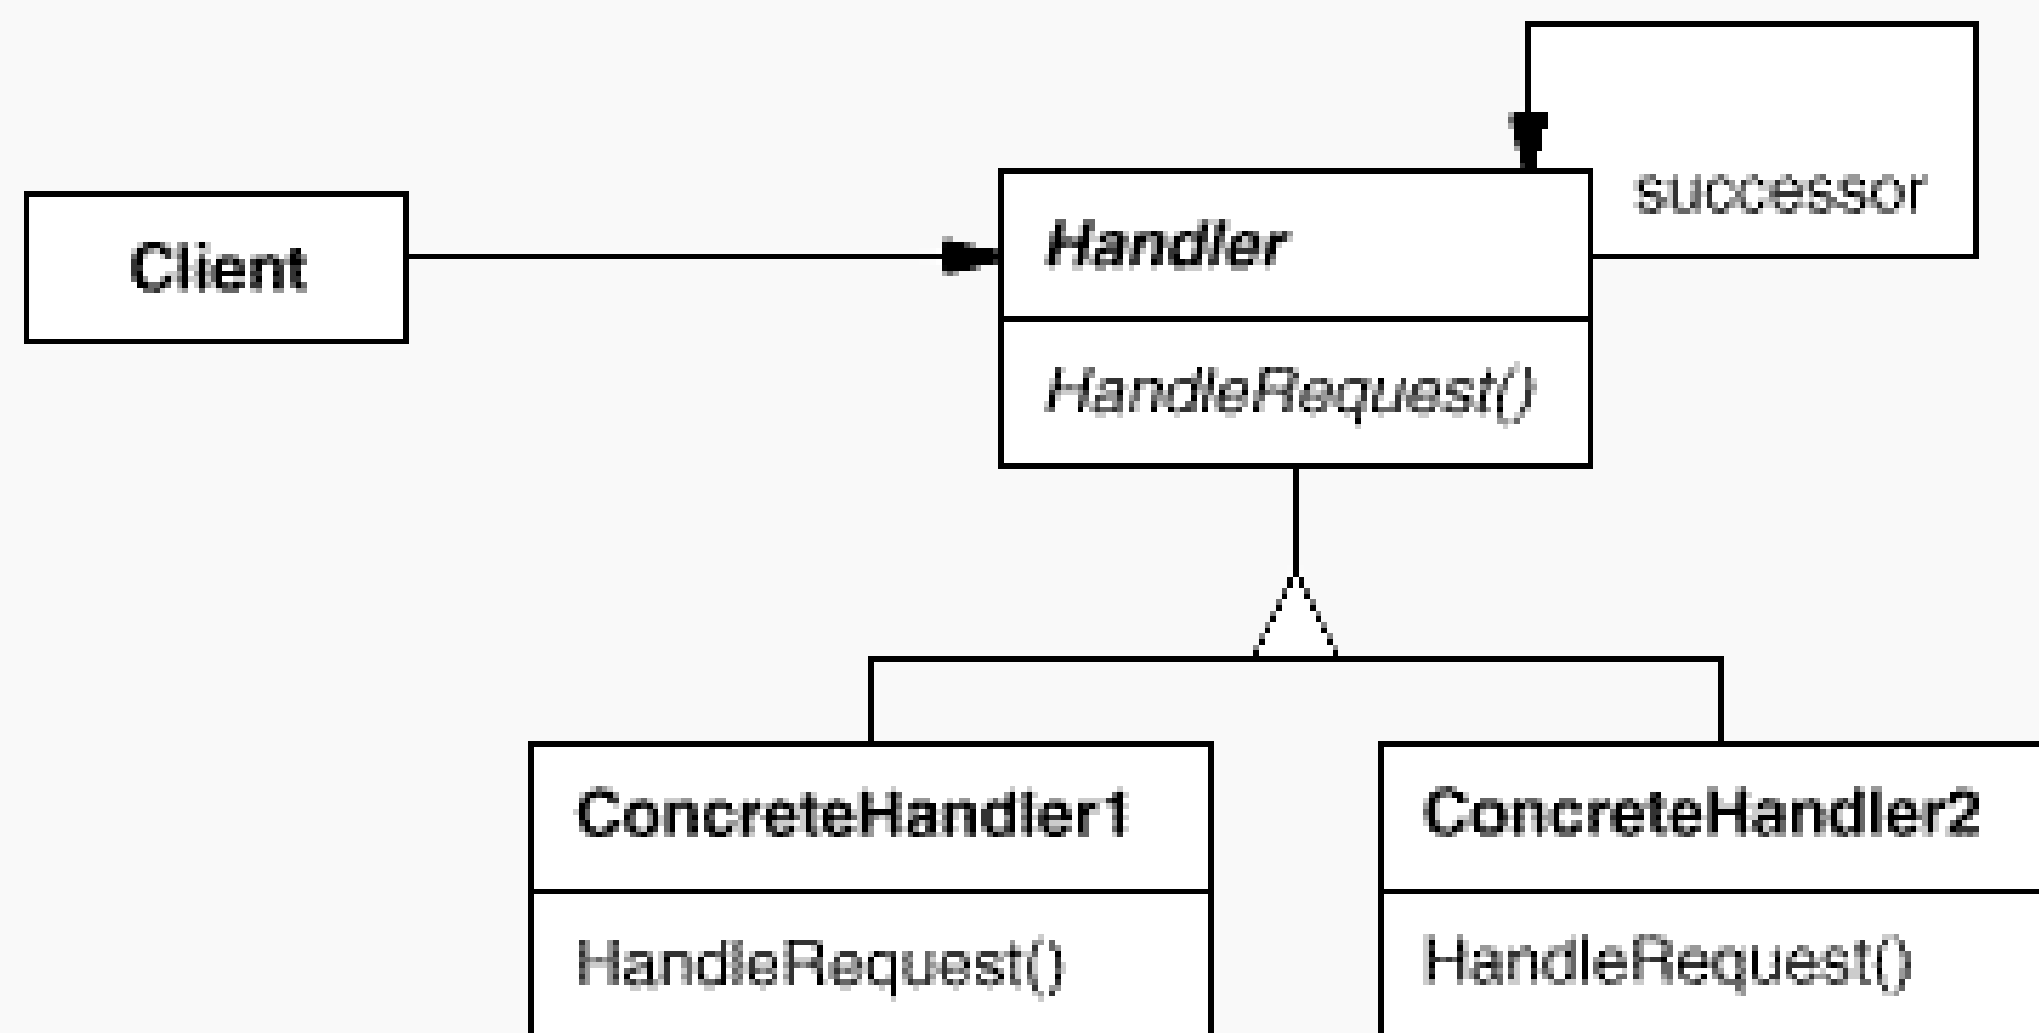 successor
Client
Handler
HandleRequest()
ConcreteHandler1
ConcreteHandler2
HandleRequest()
HandleRequest()